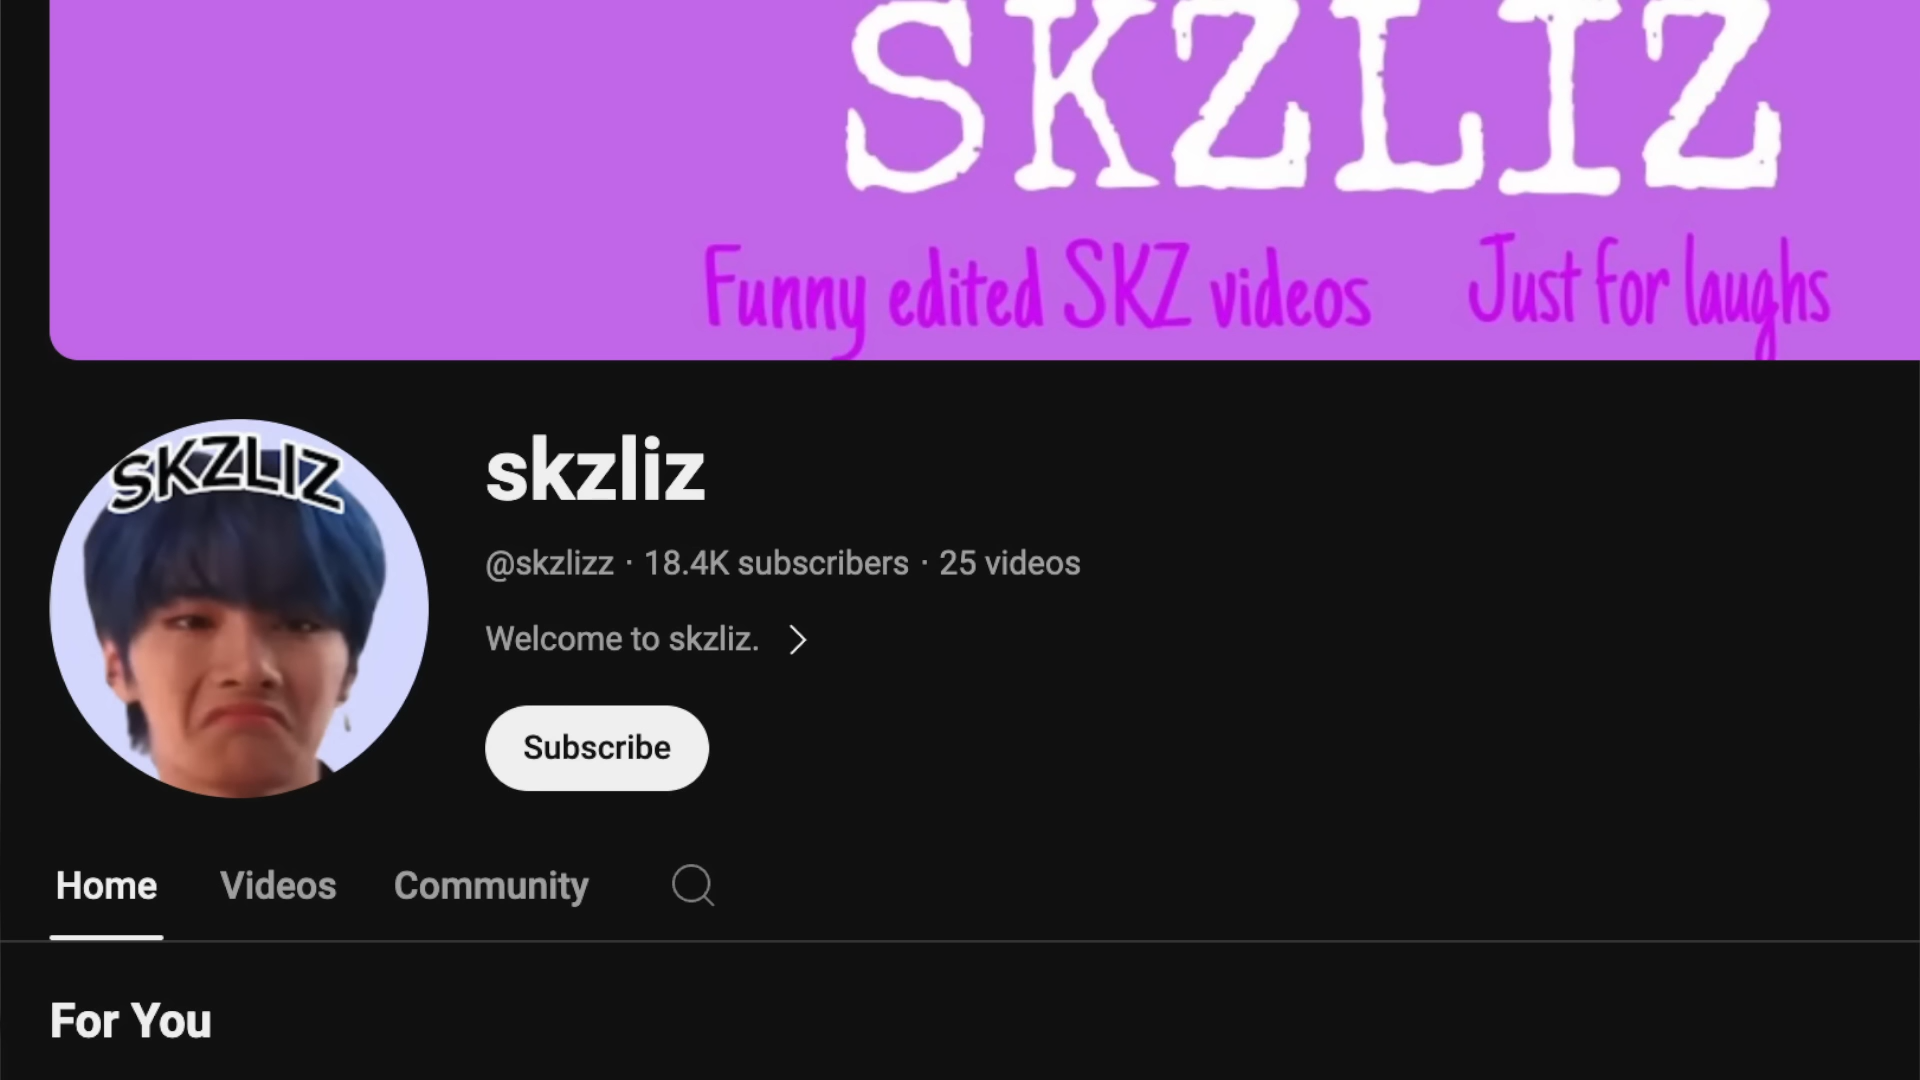 SKZLIZ
Funny edited SKZ videos Just for laughs
SKZLIZ
skzliz
@skzlizz · 18.4K subscribers · 25 videos
Welcome to skzliz.
Subscribe
Home Videos Community
For You